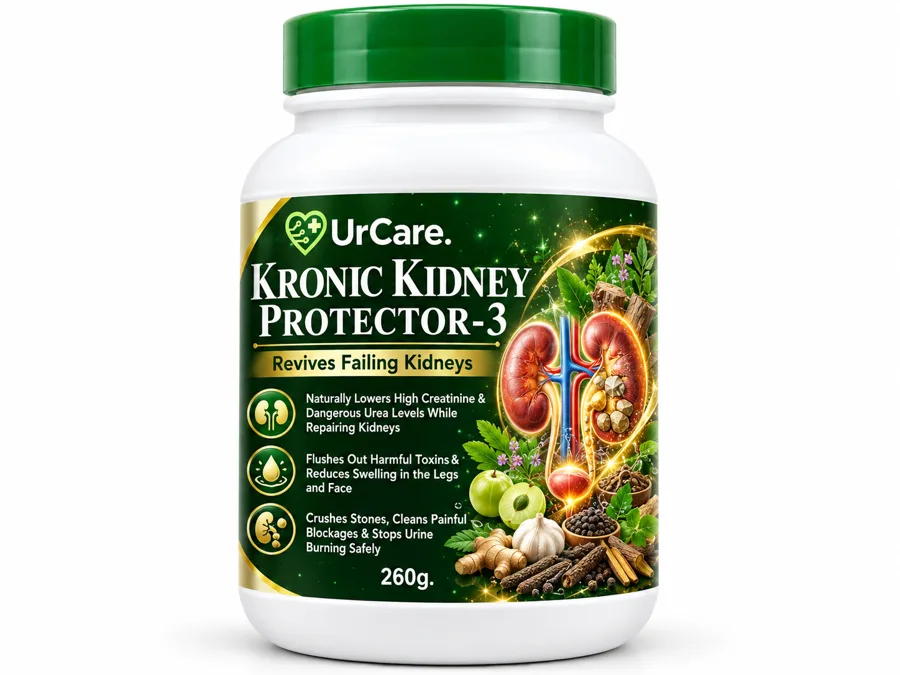 UrCare.
KRONIC KIDNEY
PROTECTOR-3
Revives Failing Kidneys
Naturally Lowers High Creatinine &
Dangerous Urea Levels While
Repairing Kidneys
Flushes Out Harmful Toxins &
Reduces Swelling in the Legs
and Face
Crushes Stones, Cleans Painful
Blockages & Stops Urine
Burning Safely
260g.